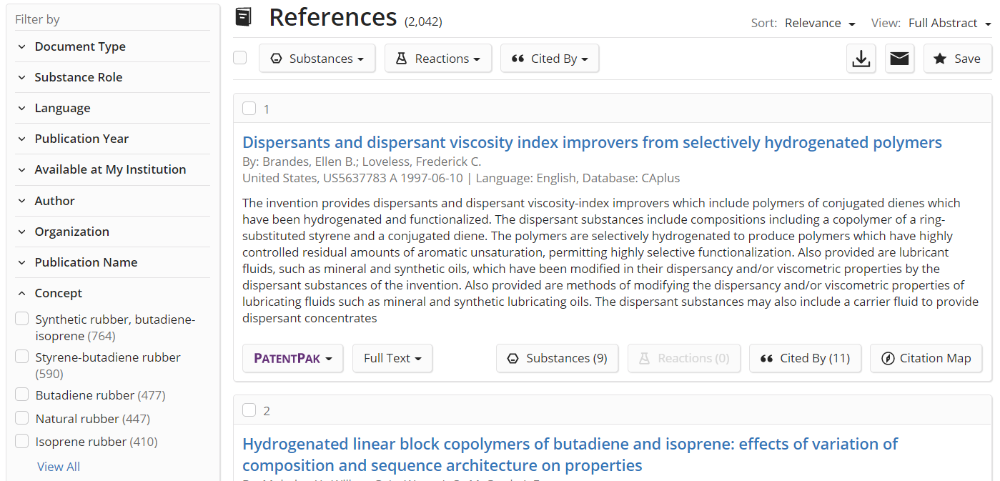 Filter by
Document Type
Substance Role
Language
Publication Year
Available at My Institution
Author
Organization
Publication Name
Concept
Synthetic rubber, butadiene-
isoprene (764)
Styrene-butadiene rubber
(590)
Butadiene rubber (477)
Natural rubber (447)
Isoprene rubber (410)
View All
References (2,042)
Sort: Relevance View: Full Abstract
Substances Reactions Cited By Save
1
Dispersants and dispersant viscosity index improvers from selectively hydrogenated polymers
By: Brandes, Ellen B.; Loveless, Frederick C.
United States, US5637783 A 1997-06-10 | Language: English, Database: CAplus
The invention provides dispersants and dispersant viscosity-index improvers which include polymers of conjugated dienes which
have been hydrogenated and functionalized. The dispersant substances include compositions including a copolymer of a ring-
substituted styrene and a conjugated diene. The polymers are selectively hydrogenated to produce polymers which have highly
controlled residual amounts of aromatic unsaturation, permitting highly selective functionalization. Also provided are lubricant
fluids, such as mineral and synthetic oils, which have been modified in their dispersancy and/or viscometric properties by the
dispersant substances of the invention. Also provided are methods of modifying the dispersancy and/or viscometric properties of
lubricating fluids such as mineral and synthetic lubricating oils. The dispersant substances may also include a carrier fluid to provide
dispersant concentrates
PATENTPAK Full Text Substances (9) Reactions (0) Cited By (11) Citation Map
2
Hydrogenated linear block copolymers of butadiene and isoprene: effects of variation of
composition and sequence architecture on properties